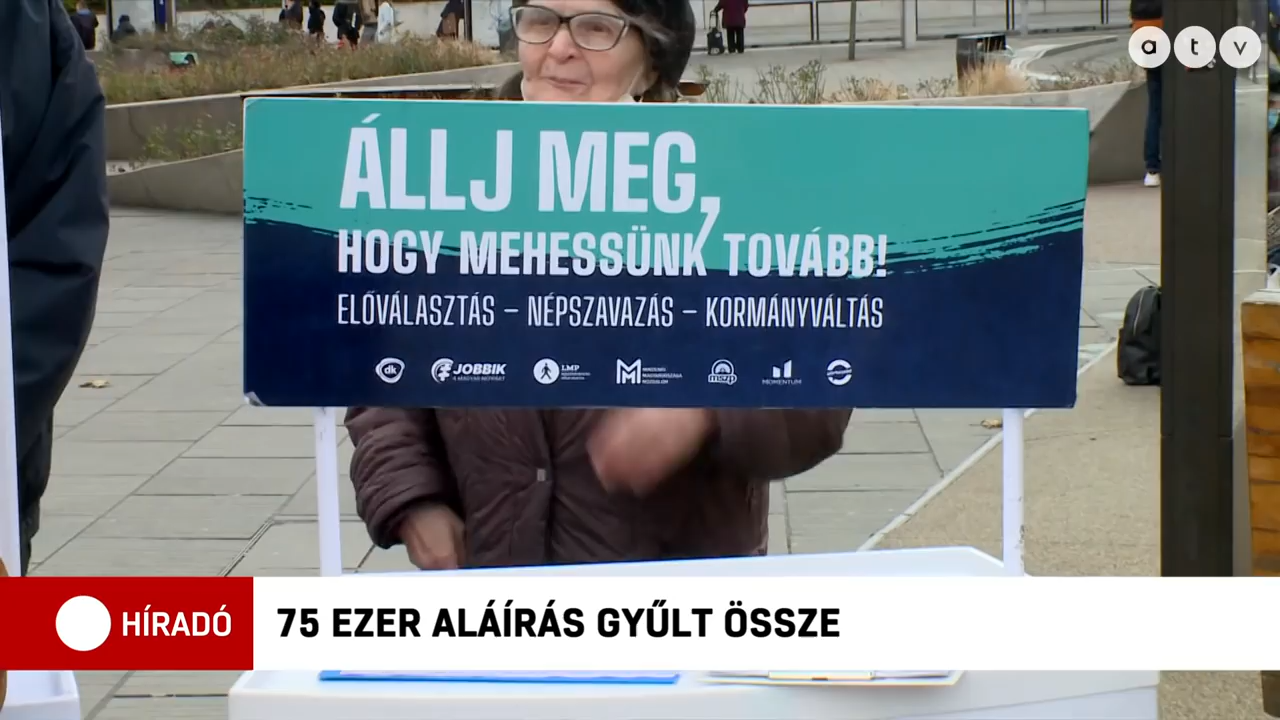 atv
ÁLLJ MEG,
HOGY MEHESSÜNK TOVÁBB!
ELŐVÁLASZTÁS – NÉPSZAVAZÁS – KORMÁNYVÁLTÁS
dk JOBBIK LMP MM mszp MOMENTUM
HÍRADÓ 75 EZER ALÁÍRÁS GYŰLT ÖSSZE